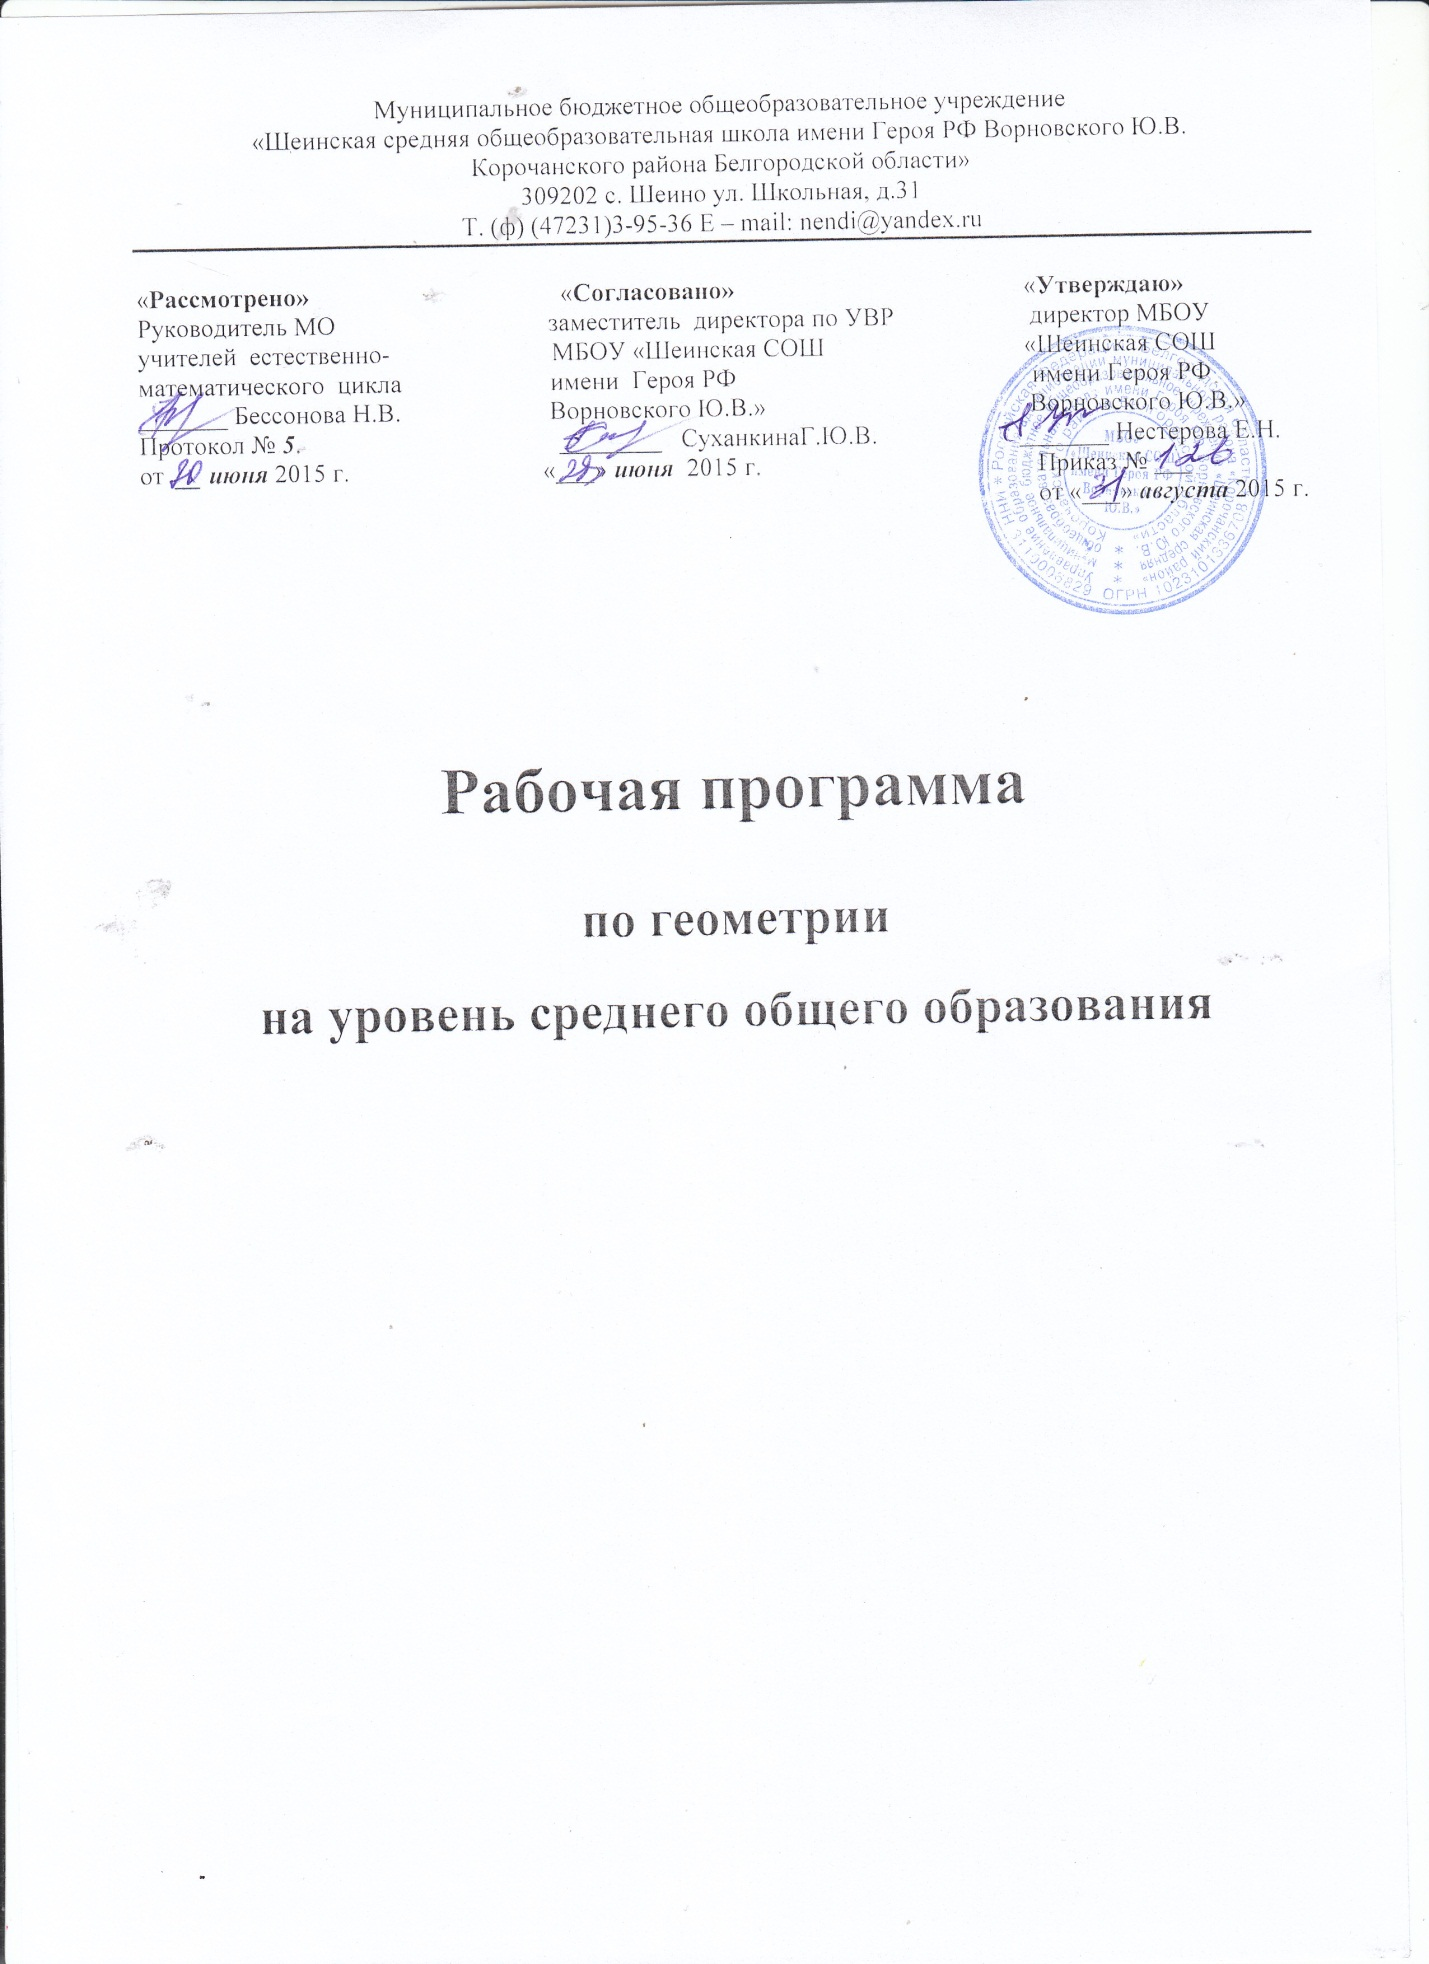 Муниципальное бюджетное общеобразовательное учреждение
«Шеинская средняя общеобразовательная школа имени Героя РФ Ворновского Ю.В.
Корочанского района Белгородской области»
309202 с. Шеино ул. Школьная, д.31
Т. (ф) (47231)3-95-36 Е – mail: nendi@yandex.ru
«Рассмотрено»
Руководитель МО
учителей естественно-
математического цикла
Бессонова Н.В.
Протокол № 5.
от 20 июня 2015 г.
«Согласовано»
заместитель директора по УВР
МБОУ «Шеинская СОШ
имени Героя РФ
Ворновского Ю.В.»
СуханкинаГ.Ю.В.
« » июня 2015 г.
«Утверждаю»
директор МБОУ
«Шеинская СОШ
имени Героя РФ
Ворновского Ю.В.»
Нестерова Е.Н.
Приказ № 126
от «31» августа 2015 г.
ОГРН
Рабочая программа
по геометрии
на уровень среднего общего образования